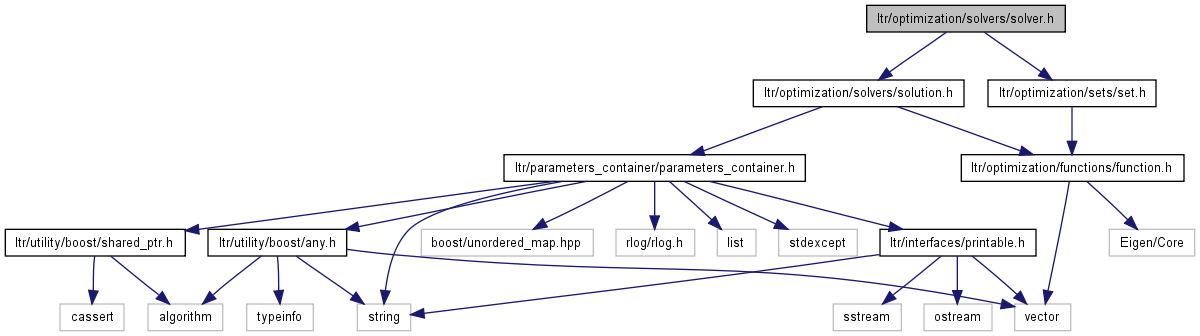 ltr/optimization/solvers/solver.h
ltr/optimization/solvers/solution.h
ltr/optimization/sets/set.h
ltr/parameters_container/parameters_container.h
ltr/optimization/functions/function.h
ltr/utility/boost/shared_ptr.h
ltr/utility/boost/any.h
boost/unordered_map.hpp
rlog/rlog.h
list
stdexcept
ltr/interfaces/printable.h
Eigen/Core
cassert
algorithm
typeinfo
string
sstream
ostream
vector